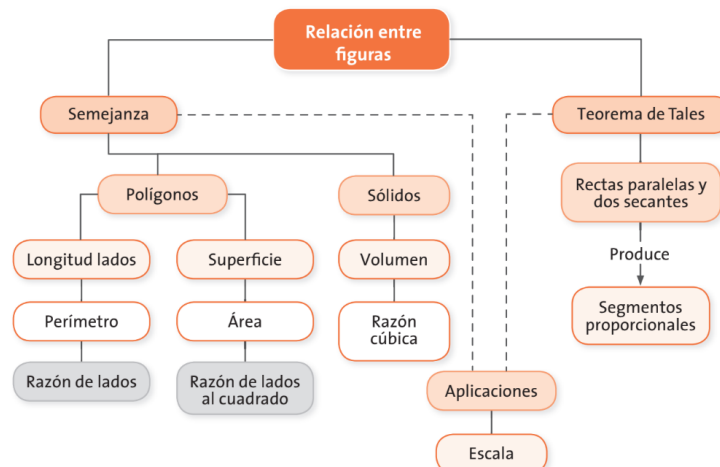 Relación entre
figuras
Semejanza
Teorema de Tales
Polígonos
Sólidos
Rectas paralelas y
dos secantes
Longitud lados
Superficie
Volumen
Produce
Perímetro
Área
Razón
cúbica
Segmentos
proporcionales
Razón de lados
Razón de lados
al cuadrado
Aplicaciones
Escala